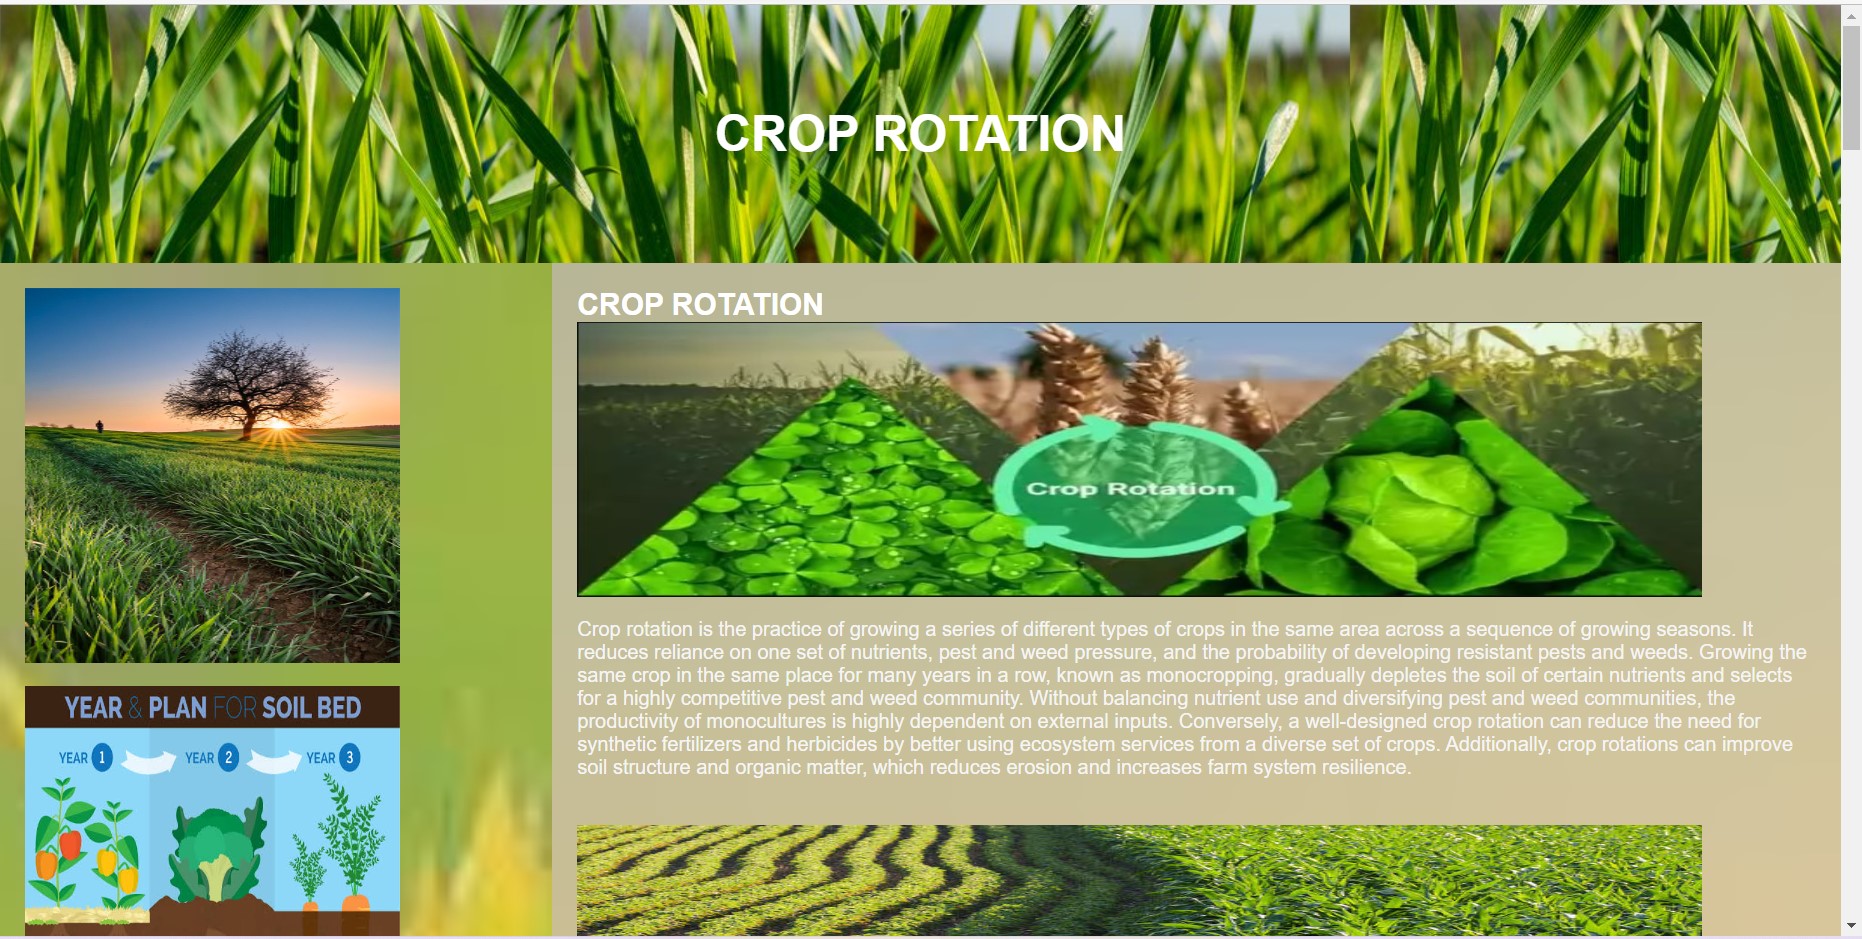 CROP ROTATION
CROP ROTATION
Crop Rotation
Crop rotation is the practice of growing a series of different types of crops in the same area across a sequence of growing seasons. It
reduces reliance on one set of nutrients, pest and weed pressure, and the probability of developing resistant pests and weeds. Growing the
same crop in the same place for many years in a row, known as monocropping, gradually depletes the soil of certain nutrients and selects
for a highly competitive pest and weed community. Without balancing nutrient use and diversifying pest and weed communities, the
productivity of monocultures is highly dependent on external inputs. Conversely, a well-designed crop rotation can reduce the need for
synthetic fertilizers and herbicides by better using ecosystem services from a diverse set of crops. Additionally, crop rotations can improve
soil structure and organic matter, which reduces erosion and increases farm system resilience.
YEAR & PLAN FOR SOIL BED
YEAR 1 YEAR 2 YEAR 3